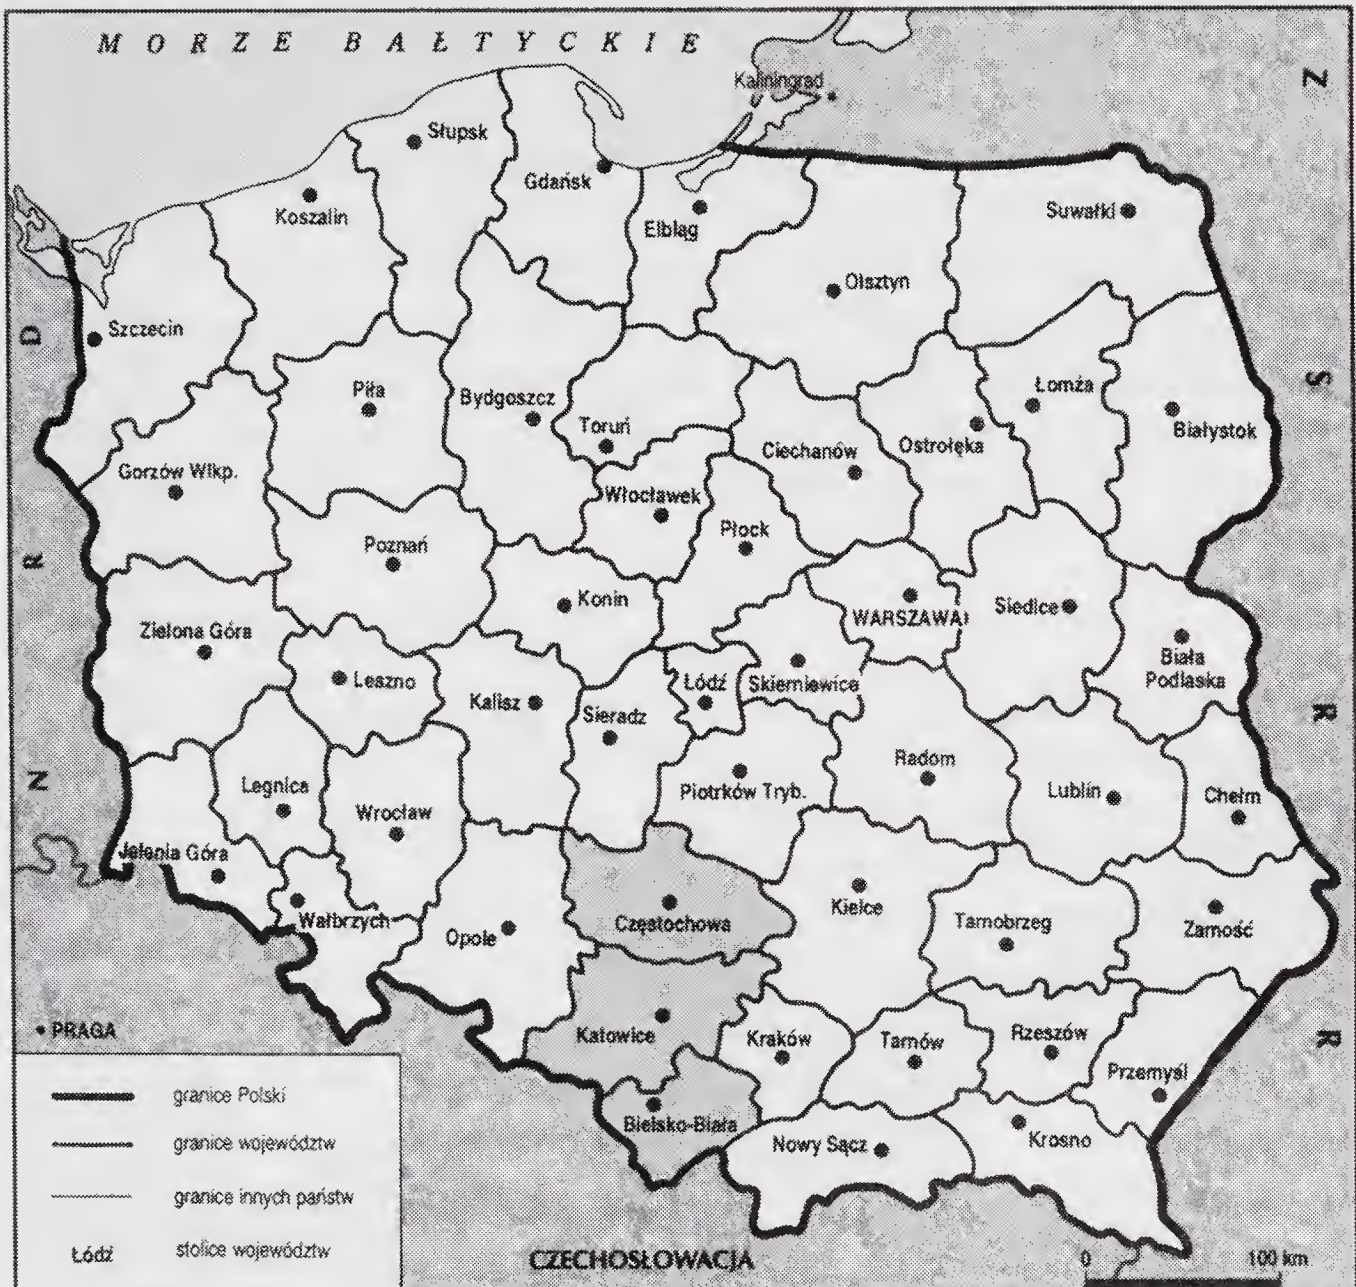 MORZE BAŁTYCKIE
Kaliningrad
Z
S
R
R
N
R
D
Słupsk
Gdańsk
Koszalin
Elbląg
Suwałki
Olsztyn
Szczecin
Piła
Bydgoszcz
Toruń
Łomża
Ostrołęka
Białystok
Ciechanów
Gorzów Wlkp.
Włocławek
Płock
Poznań
Konin
WARSZAWA
Siedlce
Zielona Góra
Biała
Podlaska
Leszno
Kalisz
Sieradz
Łódź
Skierniewice
Legnica
Wrocław
Piotrków Tryb.
Radom
Lublin
Chełm
Jelenia Góra
Wałbrzych
Opole
Częstochowa
Kielce
Tarnobrzeg
Zamość
PRAGA
Katowice
Kraków
Tarnów
Rzeszów
Przemyśl
Bielsko-Biała
Nowy Sącz
Krosno
granice Polski
granice województw
granice innych państw
Łódź stolice województw
CZECHOSŁOWACJA
0 100 km